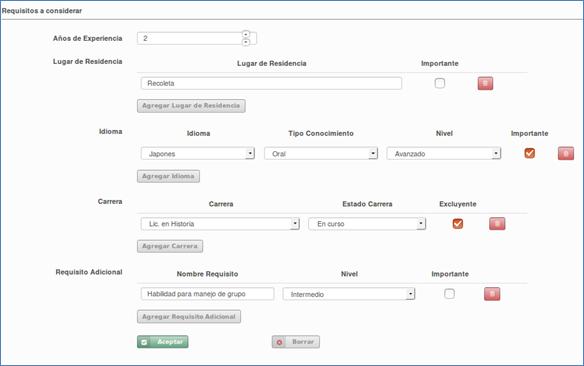 Requisitos a considerar
Años de Experiencia 2
Lugar de Residencia Lugar de Residencia Importante
Recoleta
Agregar Lugar de Residencia
Idioma Idioma Tipo Conocimiento Nivel Importante
Japones Oral Avanzado
Agregar Idioma
Carrera Carrera Estado Carrera Excluyente
Lic. en Historia En curso
Agregar Carrera
Requisito Adicional Nombre Requisito Nivel Importante
Habilidad para manejo de grupo Intermedio
Agregar Requisito Adicional
Aceptar Borrar